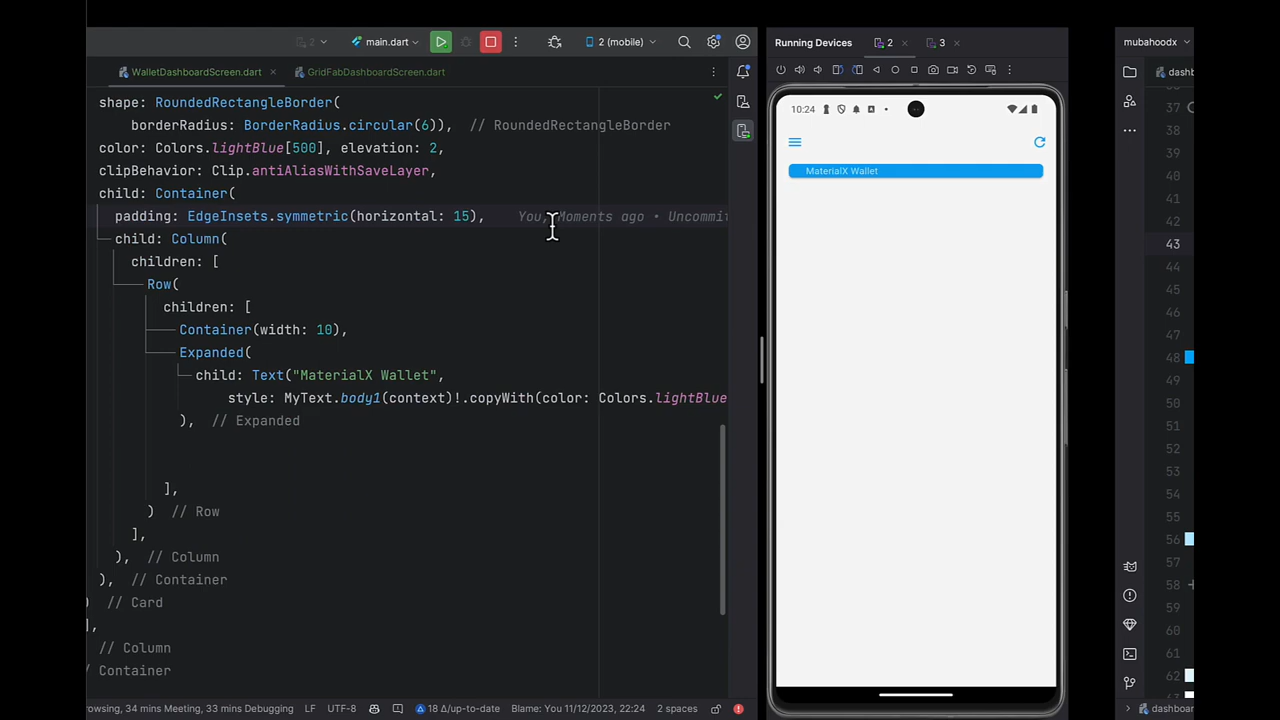 2
main.dart
2 (mobile)
Running Devices
2
3
mubahoodx
WalletDashboardScreen.dart
GridFabDashboardScreen.dart
shape: RoundedRectangleBorder(
borderRadius: BorderRadius.circular(6)), // RoundedRectangleBorder
color: Colors.lightBlue[500], elevation: 2,
clipBehavior: Clip.antiAliasWithSaveLayer,
child: Container(
padding: EdgeInsets.symmetric(horizontal: 15), You, Moments ago • Uncommit
child: Column(
children: [
Row(
children: [
Container(width: 10),
Expanded(
child: Text("MaterialX Wallet",
style: MyText.body1(context)!.copyWith(color: Colors.lightBlue
), // Expanded
],
) // Row
],
), // Column
), // Container
) // Card
],
// Column
/ Container
rowsing, 34 mins Meeting, 33 mins Debugging
LF
UTF-8
18 Δ/up-to-date
Blame: You 11/12/2023, 22:24
2 spaces
10:24
MaterialX Wallet
dashb
37
38
39
40
41
42
43
44
45
46
47
48
49
50
51
52
53
54
55
56
57
58
59
60
61
62
63
dashboar